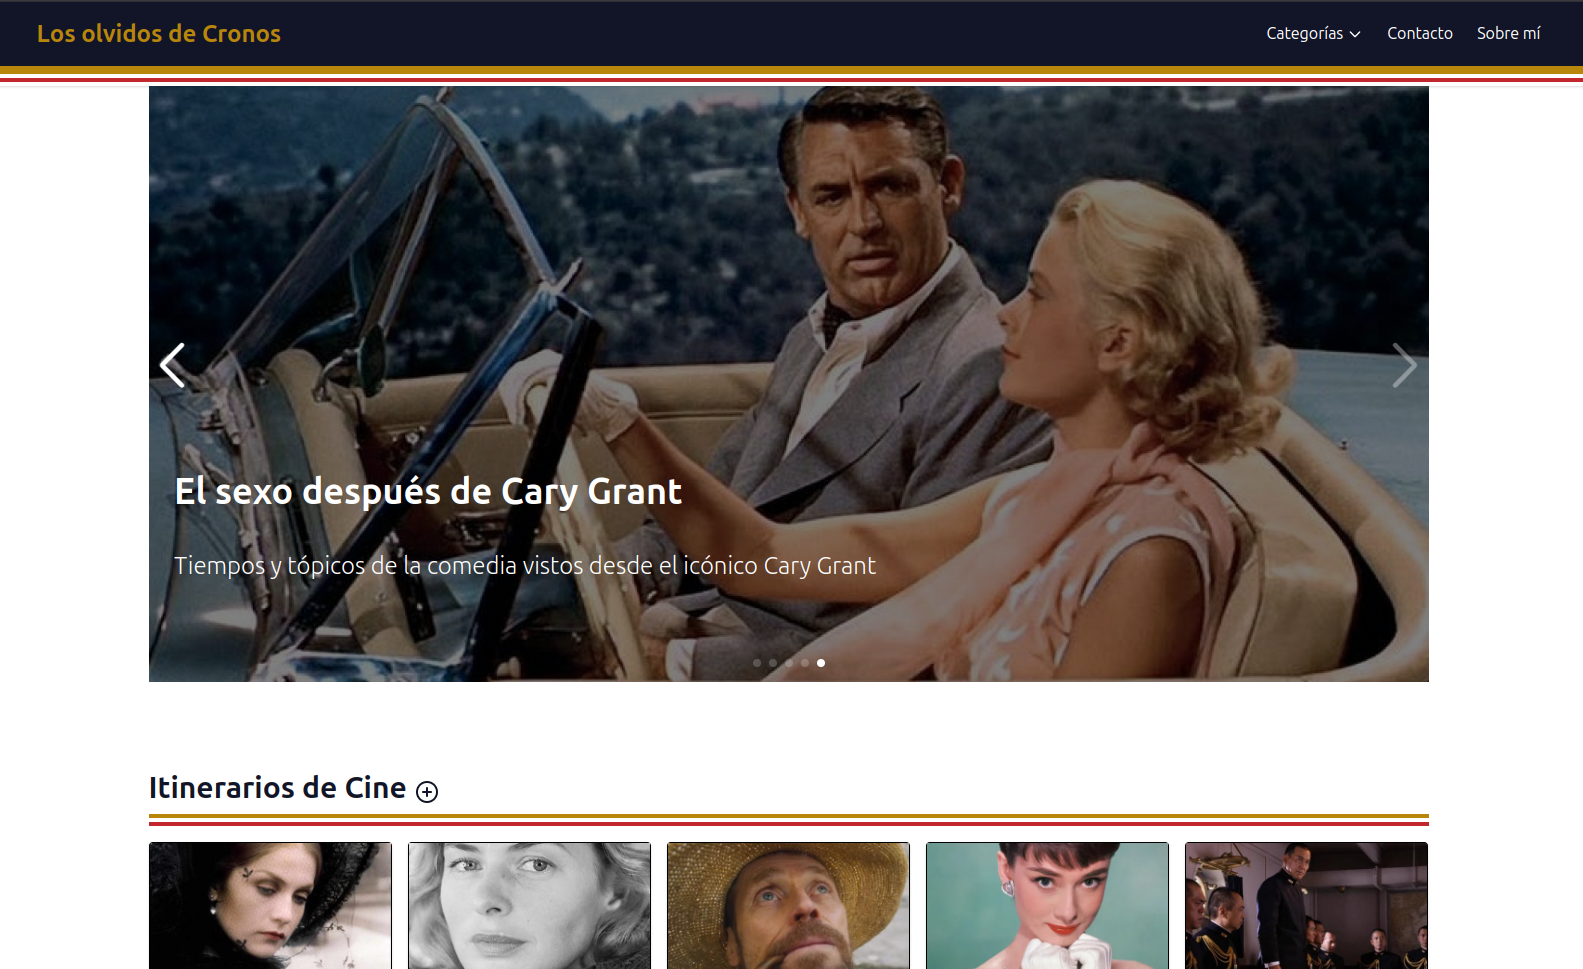 Los olvidos de Cronos
Categorías
Contacto
Sobre mí
El sexo después de Cary Grant
Tiempos y tópicos de la comedia vistos desde el icónico Cary Grant
Itinerarios de Cine